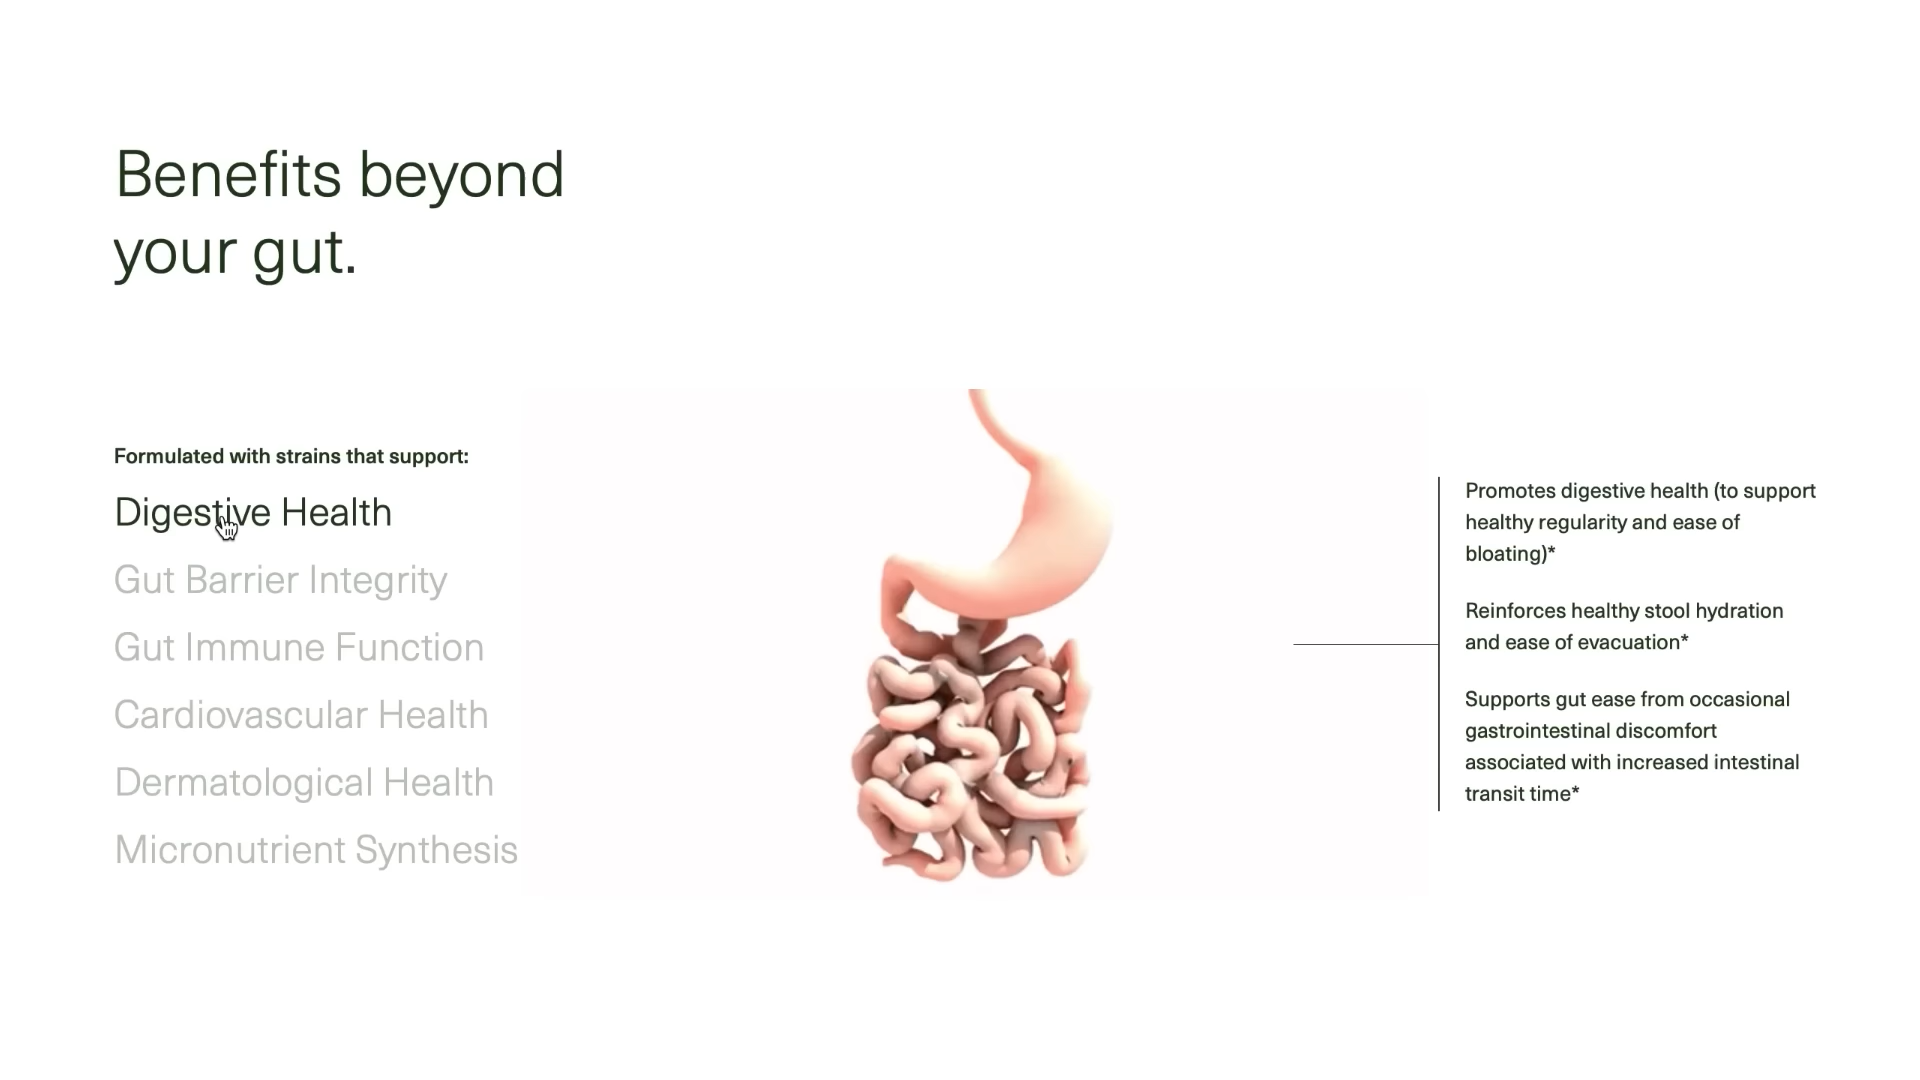 Benefits beyond
your gut.
Formulated with strains that support:
Digestive Health
Gut Barrier Integrity
Gut Immune Function
Cardiovascular Health
Dermatological Health
Micronutrient Synthesis
Promotes digestive health (to support
healthy regularity and ease of
bloating)*
Reinforces healthy stool hydration
and ease of evacuation*
Supports gut ease from occasional
gastrointestinal discomfort
associated with increased intestinal
transit time*